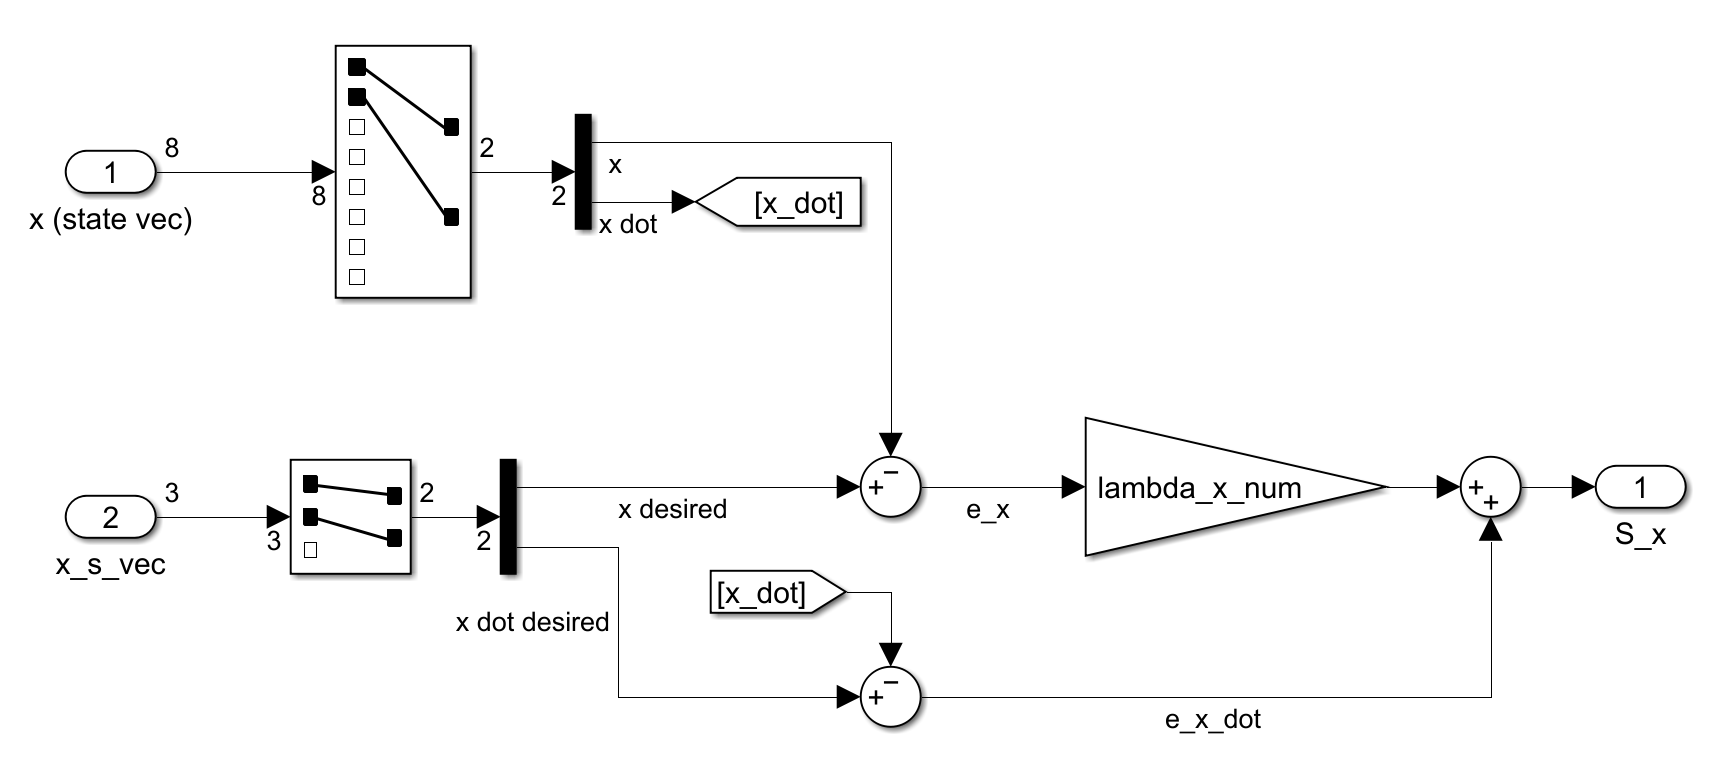 8
2
1
x
8
2
[x_dot]
x (state vec)
x dot
3
2
−
+
lambda_x_num
+
+
1
2
x desired
e_x
3
2
S_x
x_s_vec
[x_dot]
x dot desired
−
+
e_x_dot